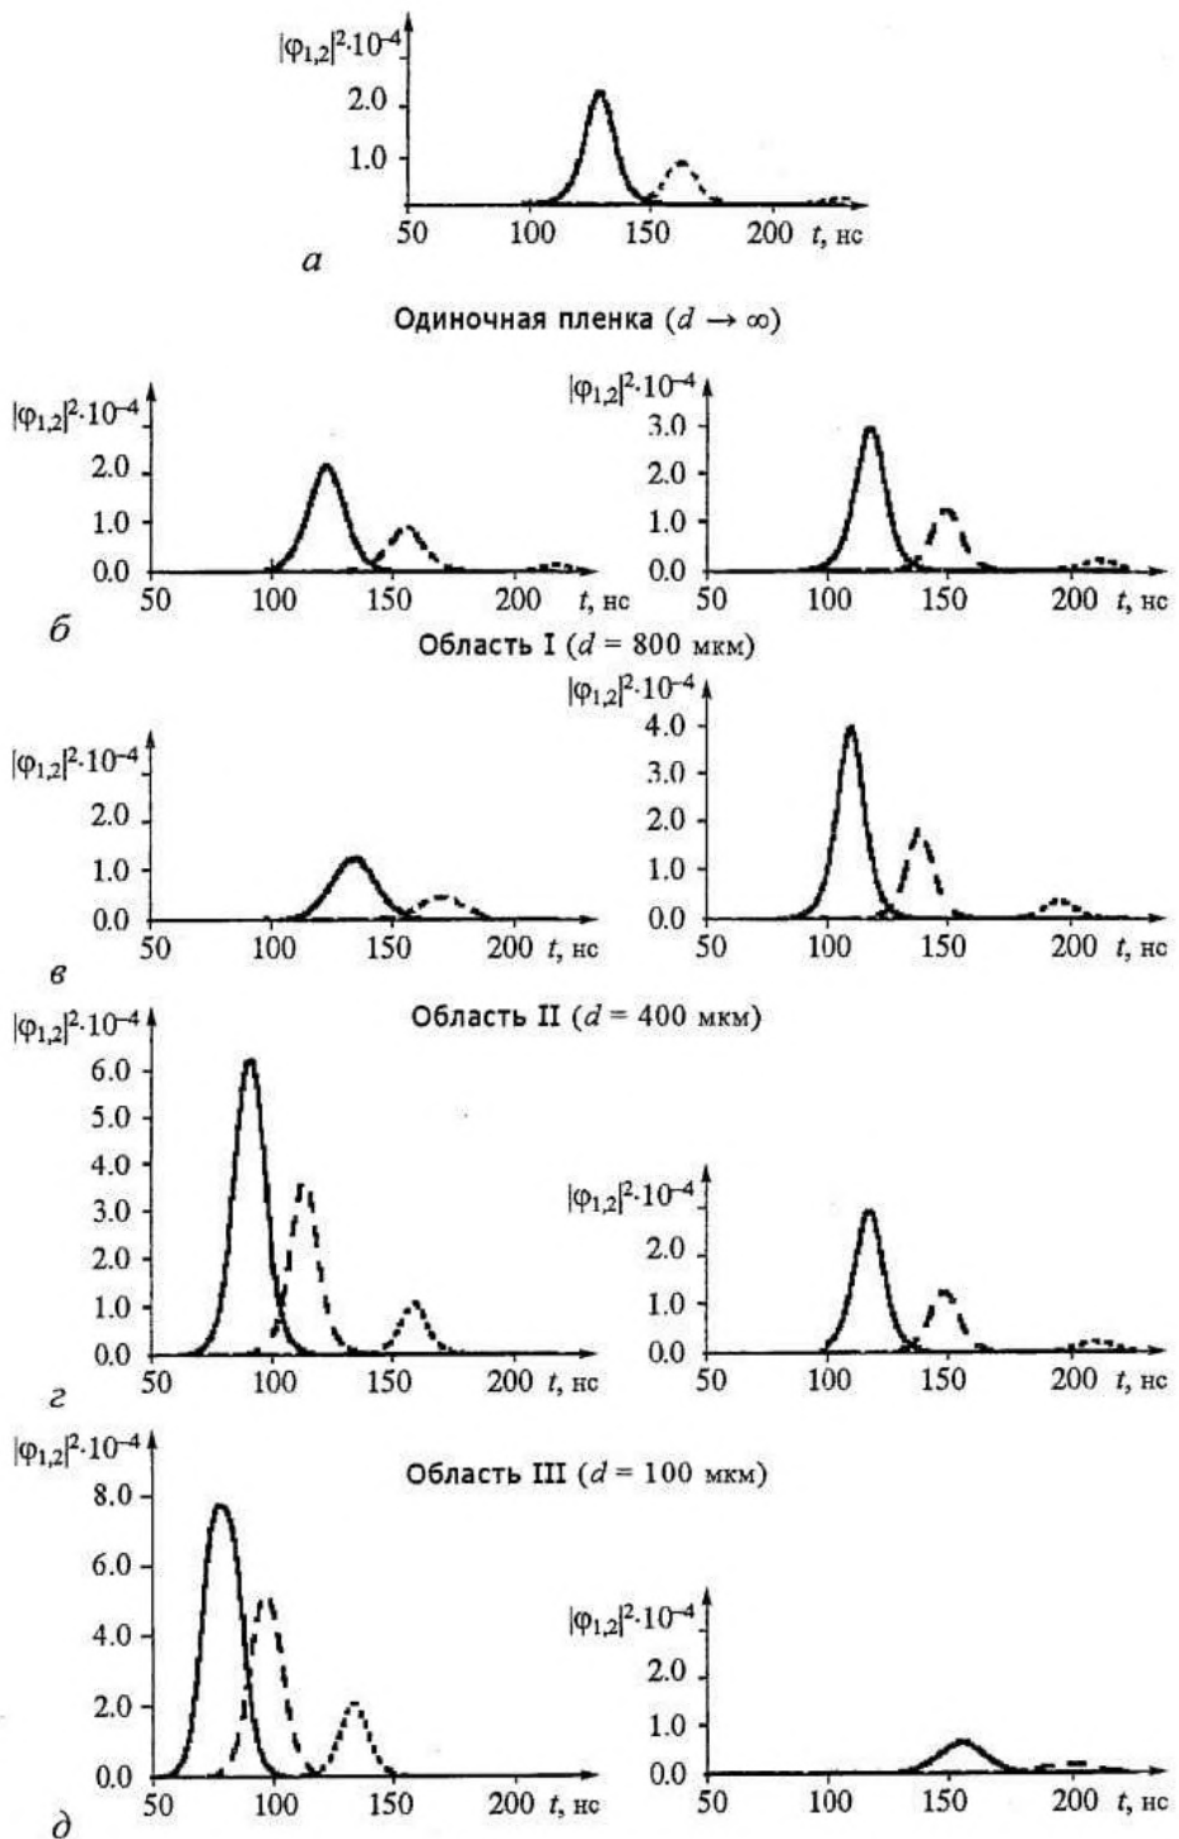 |φ1,2|²·10⁻⁴
2.0
1.0
50 100 150 200 t, нс
а
Одиночная пленка (d → ∞)
|φ1,2|²·10⁻⁴
2.0
1.0
0.0
50 100 150 200 t, нс
|φ1,2|²·10⁻⁴
3.0
2.0
1.0
0.0
50 100 150 200 t, нс
б
Область I (d = 800 мкм)
|φ1,2|²·10⁻⁴
2.0
1.0
0.0
50 100 150 200 t, нс
|φ1,2|²·10⁻⁴
4.0
3.0
2.0
1.0
0.0
50 100 150 200 t, нс
в
Область II (d = 400 мкм)
|φ1,2|²·10⁻⁴
6.0
5.0
4.0
3.0
2.0
1.0
0.0
50 100 150 200 t, нс
|φ1,2|²·10⁻⁴
2.0
1.0
0.0
50 100 150 200 t, нс
г
Область III (d = 100 мкм)
|φ1,2|²·10⁻⁴
8.0
6.0
4.0
2.0
0.0
50 100 150 200 t, нс
|φ1,2|²·10⁻⁴
2.0
1.0
0.0
50 100 150 200 t, нс
д